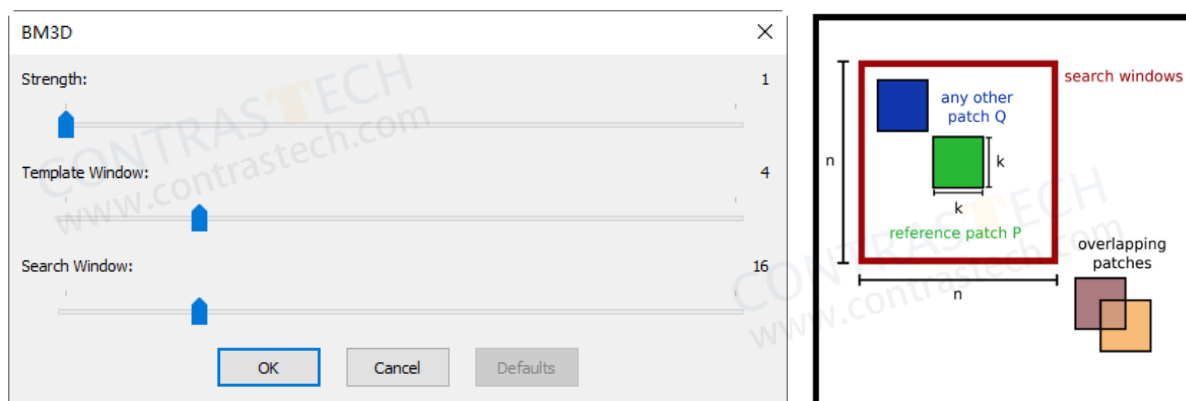 BM3D
Strength:
1
Template Window:
4
Search Window:
16
OK
Cancel
Defaults
CONTRASTECH
www.contrastech.com
search windows
any other
patch Q
n
k
k
reference patch P
n
overlapping
patches
CONTRASTECH
www.contrastech.com